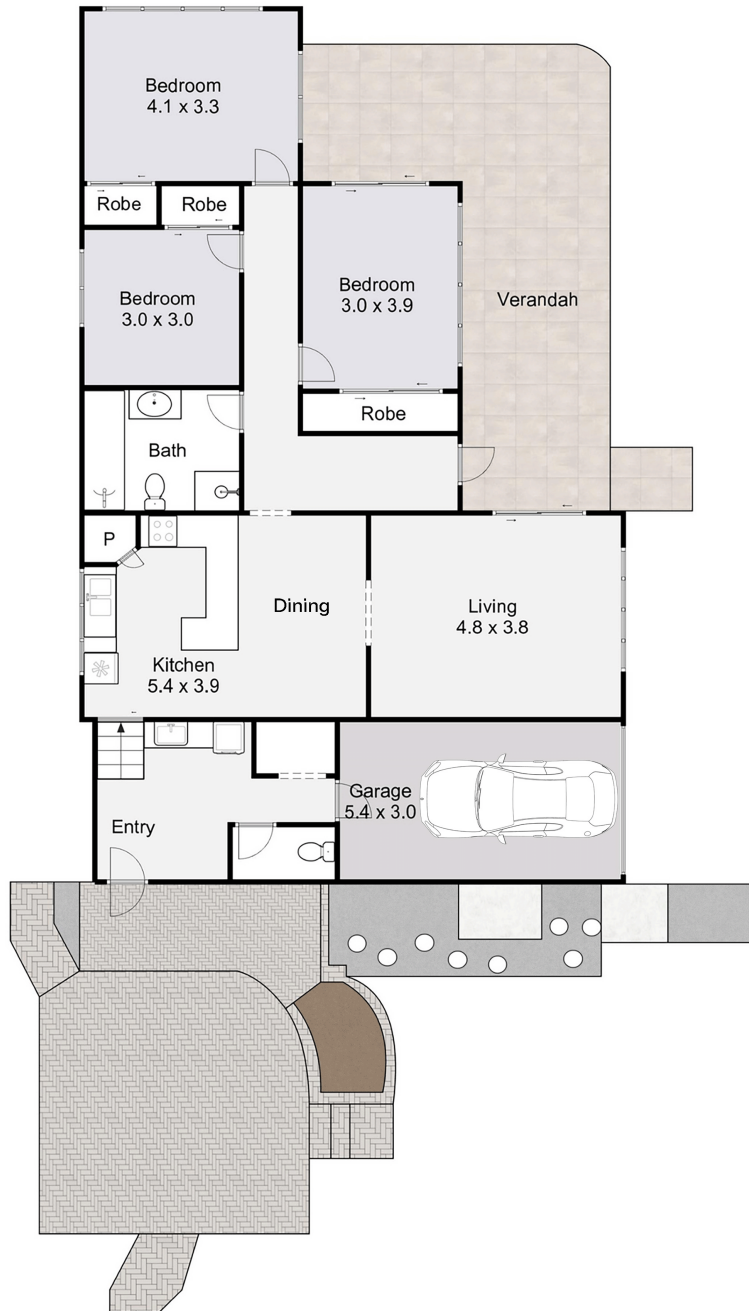 Bedroom
4.1 x 3.3
Robe
Robe
Bedroom
3.0 x 3.0
Bedroom
3.0 x 3.9
Verandah
Robe
Bath
P
Dining
Living
4.8 x 3.8
Kitchen
5.4 x 3.9
Garage
5.4 x 3.0
Entry